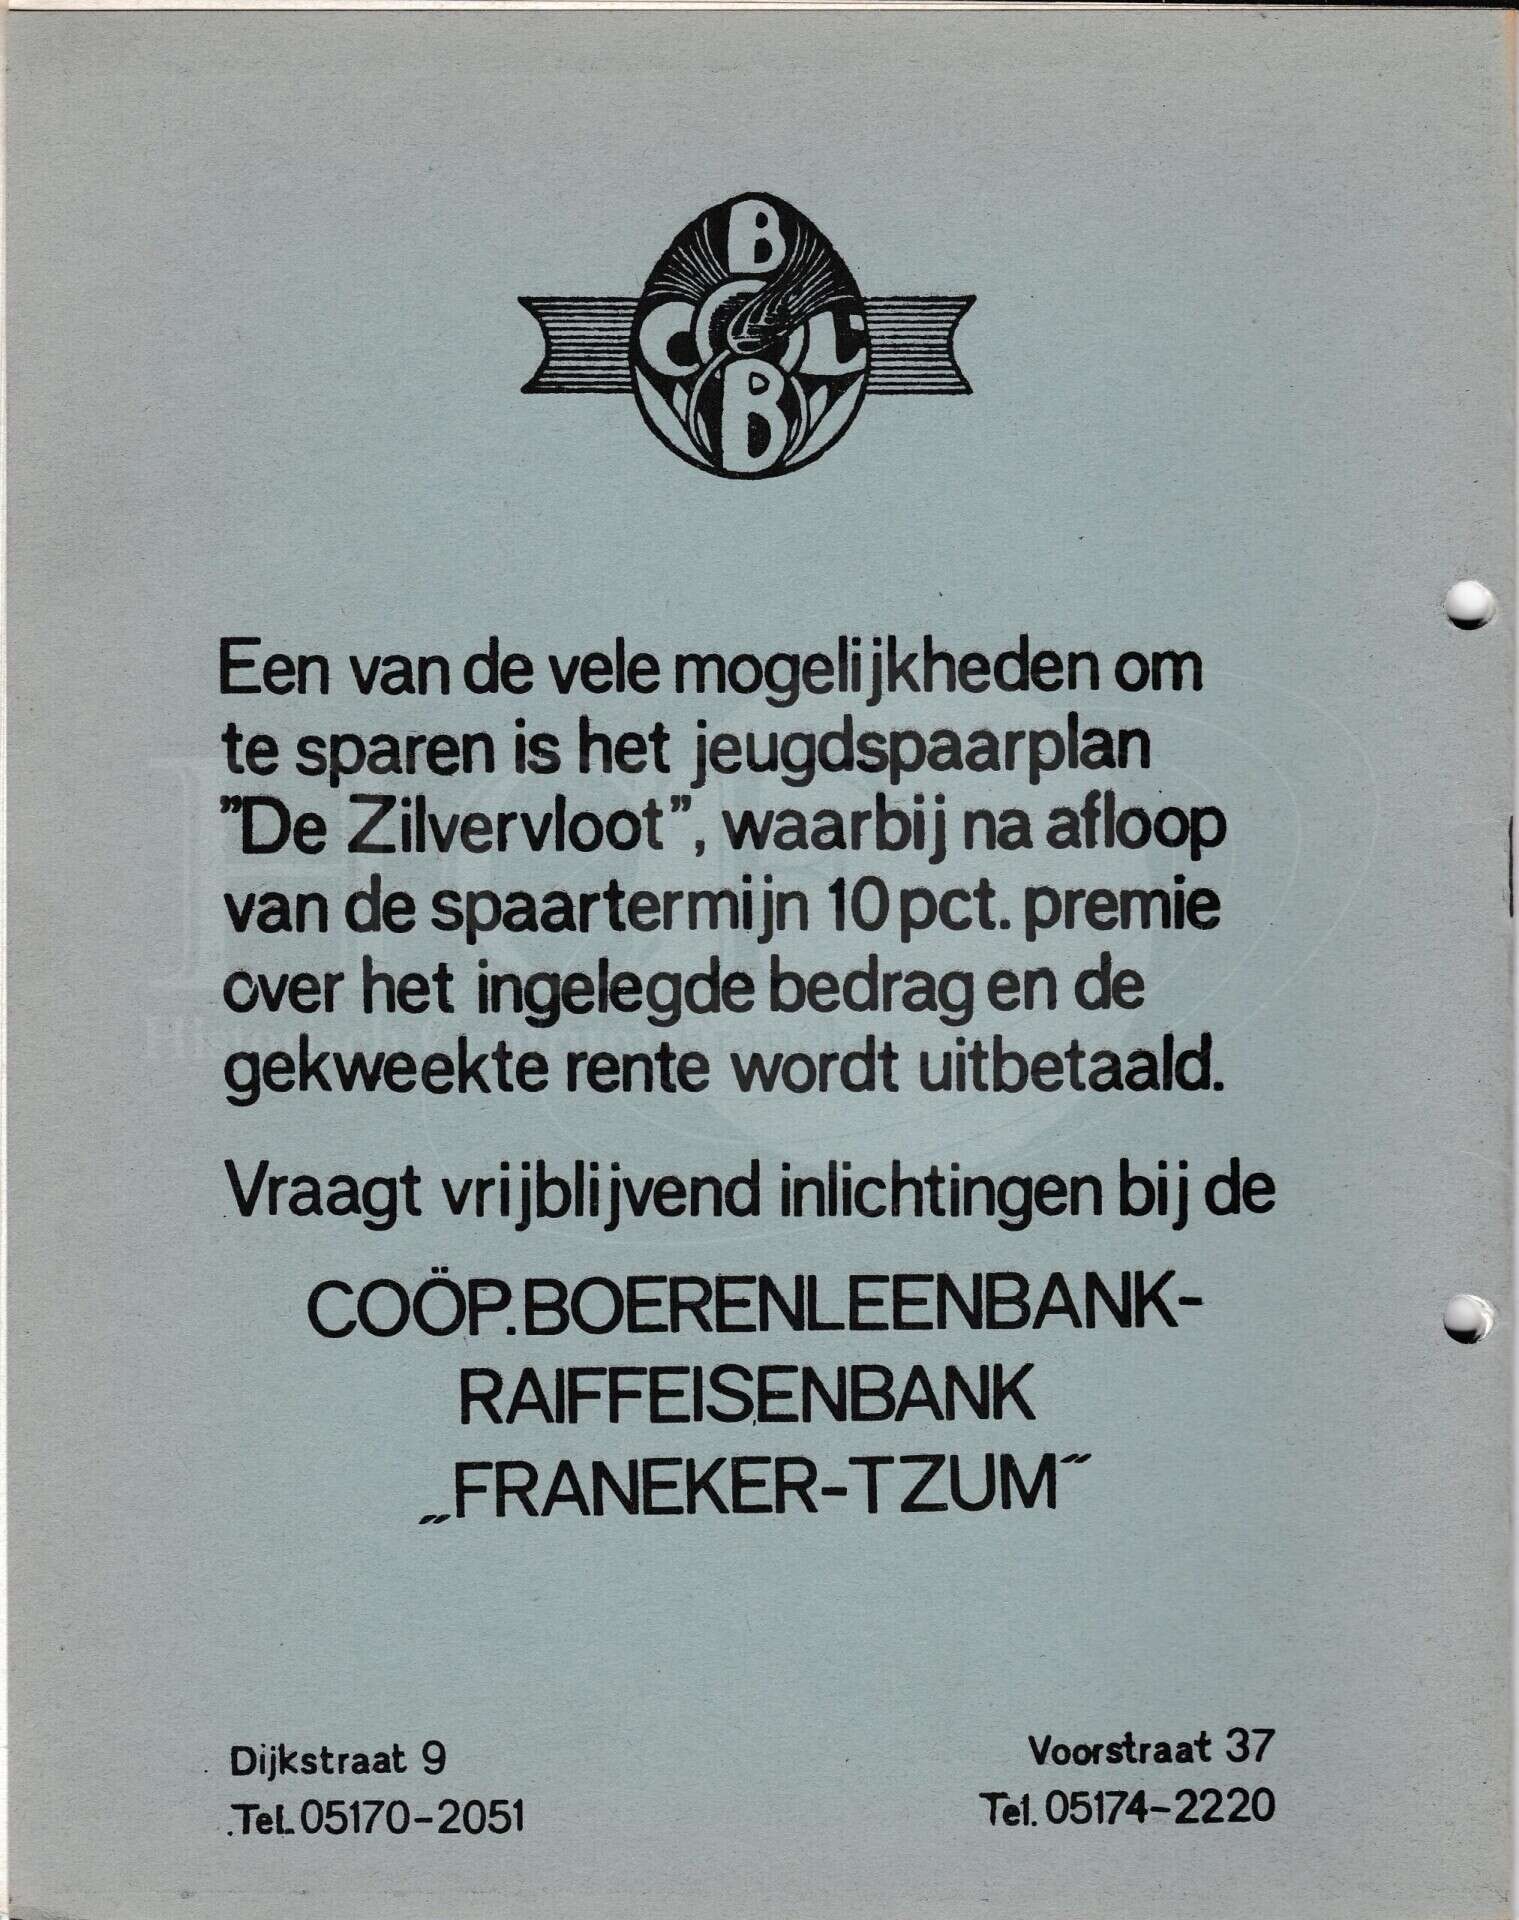 B
C L
B
Een van de vele mogelijkheden om
te sparen is het jeugdspaarplan
"De Zilvervloot", waarbij na afloop
van de spaartermijn 10 pct. premie
over het ingelegde bedrag en de
gekweekte rente wordt uitbetaald.
Vraagt vrijblijvend inlichtingen bij de
COÖP. BOERENLEENBANK-
RAIFFEISENBANK
„FRANEKER-TZUM"
Dijkstraat 9
Tel. 05170-2051
Voorstraat 37
Tel. 05174-2220